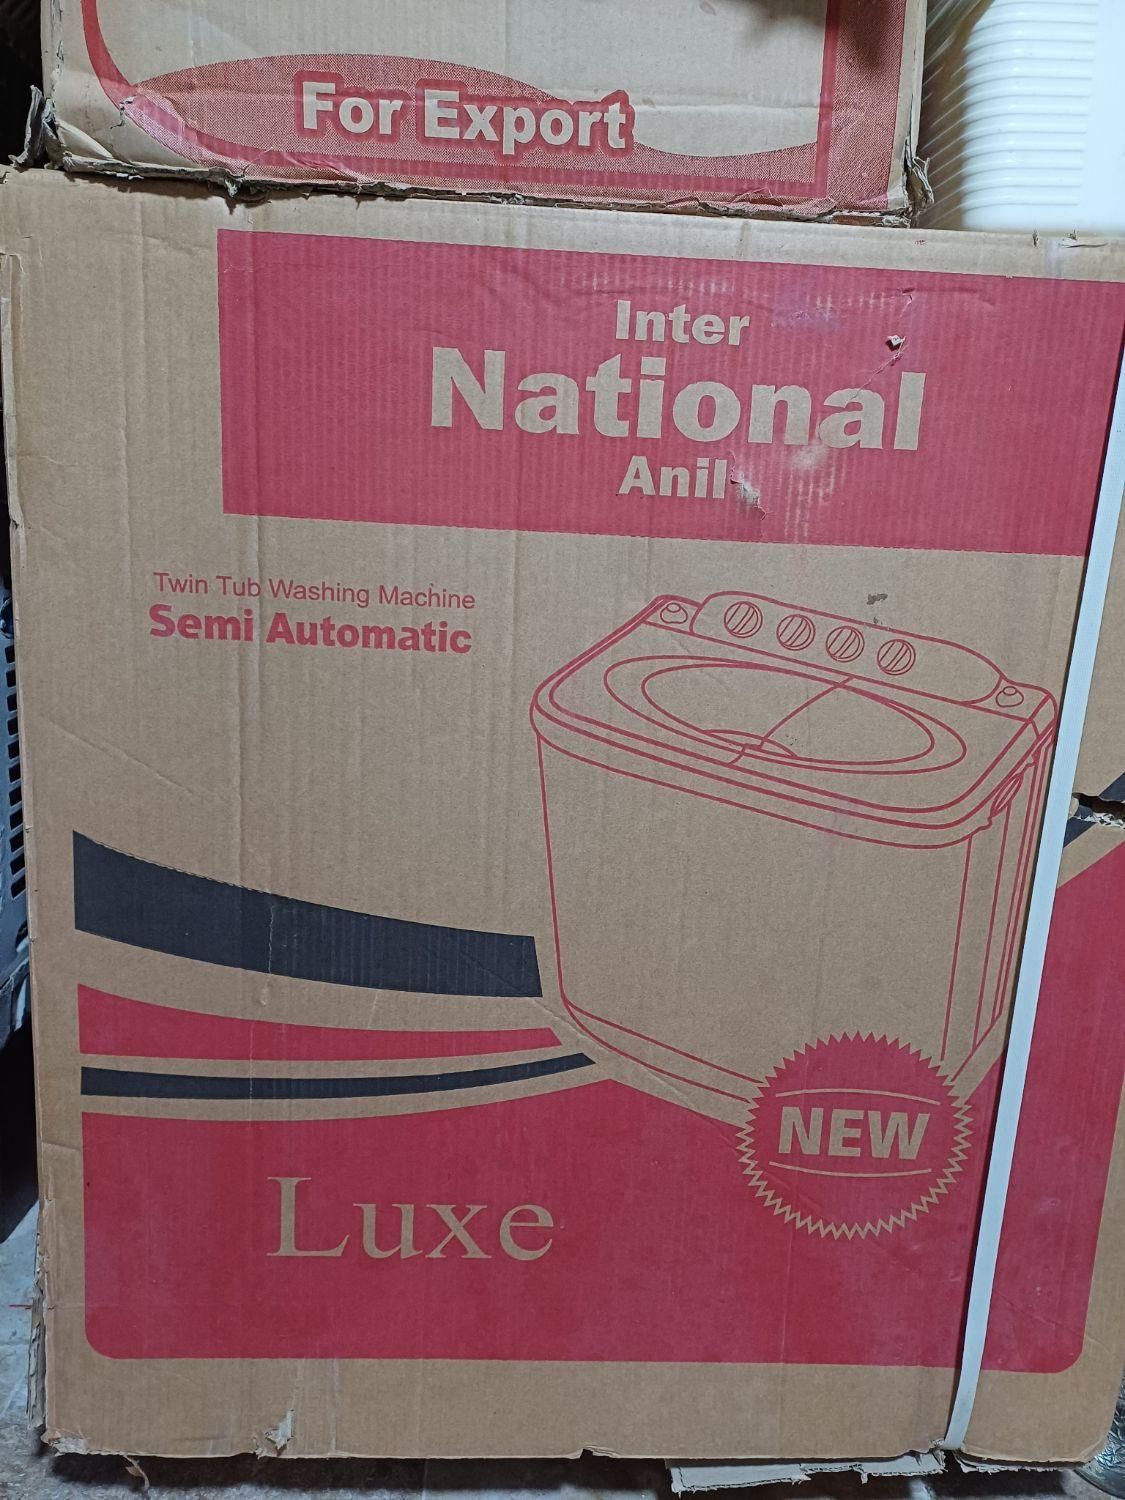 For Export
Inter
National
Anil
Twin Tub Washing Machine
Semi Automatic
NEW
Luxe